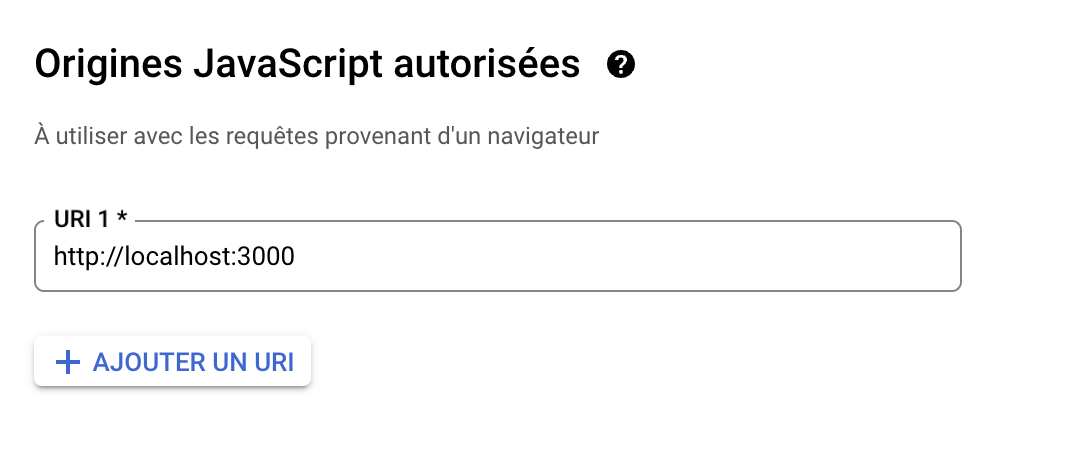 Origines JavaScript autorisées
À utiliser avec les requêtes provenant d'un navigateur
URI 1 *
http://localhost:3000
AJOUTER UN URI